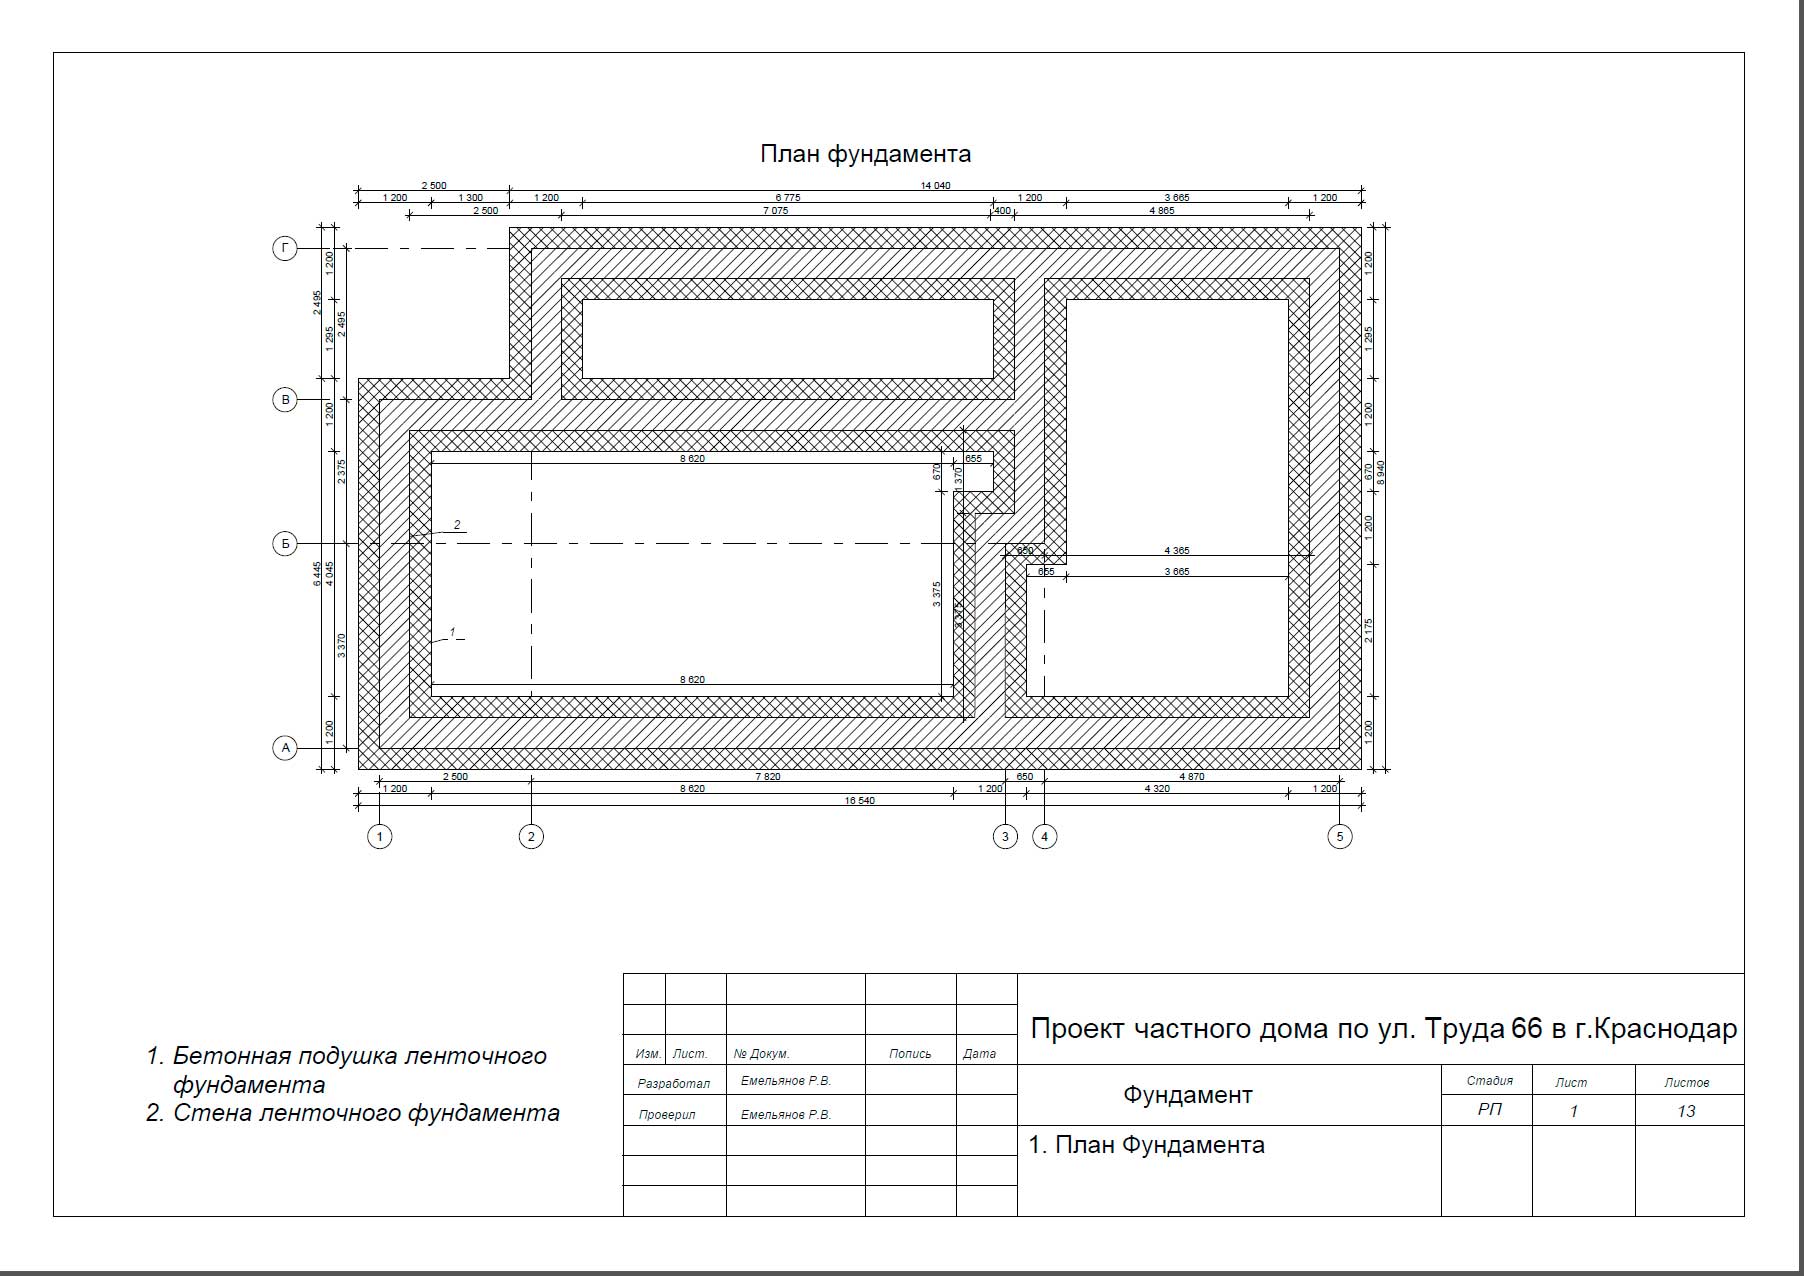 План фундамента
2 500 14 040
1 200 1 300 1 200 6 775 1 200 3 665 1 200
2 500 7 075 400 4 865
Г
1 200
1 200
2 495
1 295
2 495
1 295
В
1 200
1 200
8 620 655
670
1 370
2 375
670
8 940
2
1 200
Б
650 4 365
655 3 665
6 445
4 045
3 375
3 375
1
2 175
3 370
8 620
1 200
1 200
А
2 500 7 820 650 4 870
1 200 8 620 1 200 4 320 1 200
16 540
1 2 3 4 5
1. Бетонная подушка ленточного
фундамента
2. Стена ленточного фундамента
Проект частного дома по ул. Труда 66 в г.Краснодар
Изм. Лист. № Докум. Попись Дата
Разработал Емельянов Р.В.
Проверил Емельянов Р.В.
Фундамент
Стадия Лист Листов
РП 1 13
1. План Фундамента